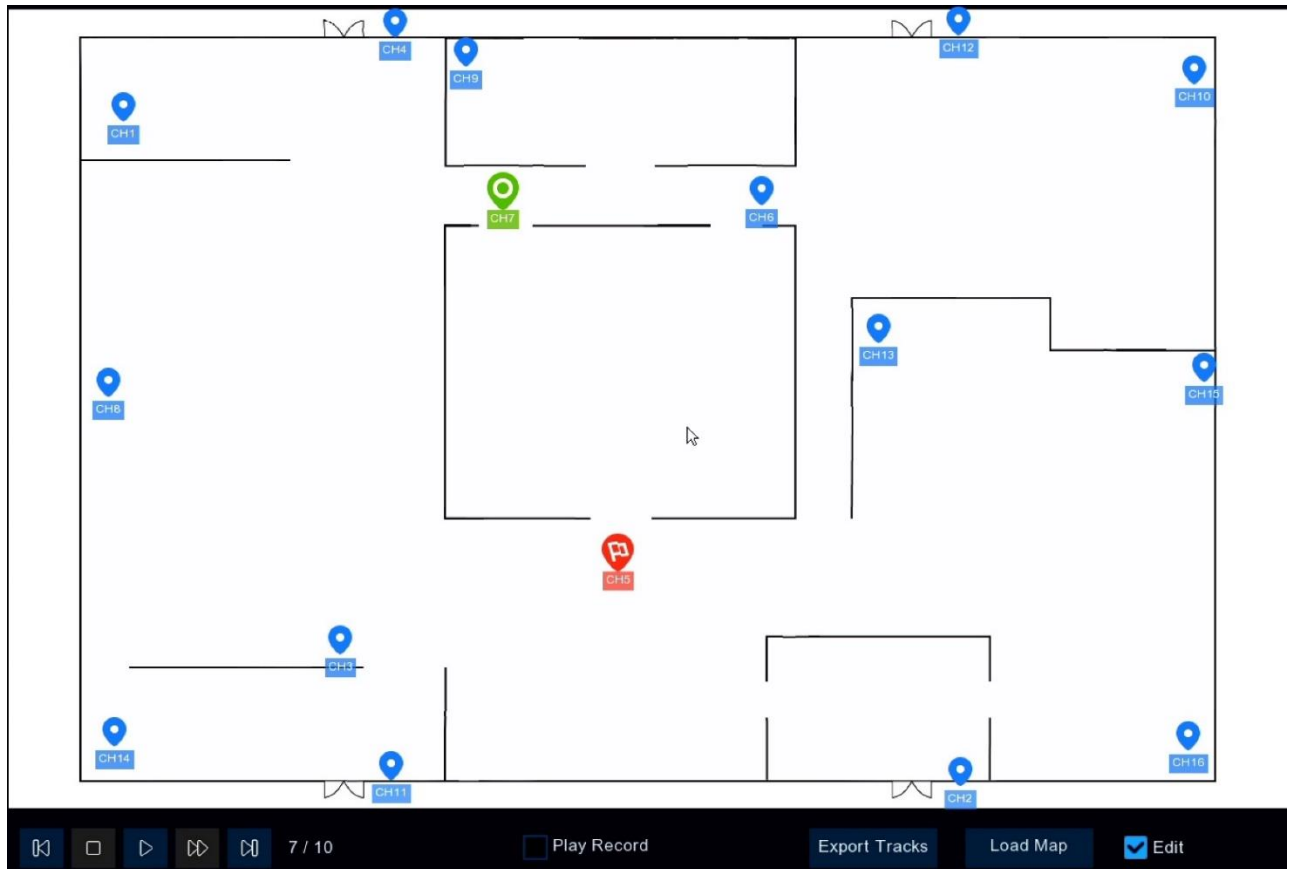 CH4
CH12
CH9
CH10
CH1
CH7
CH6
CH13
CH15
CH8
CH5
CH3
CH14
CH16
CH11
CH2
7 / 10
Play Record
Export Tracks
Load Map
Edit